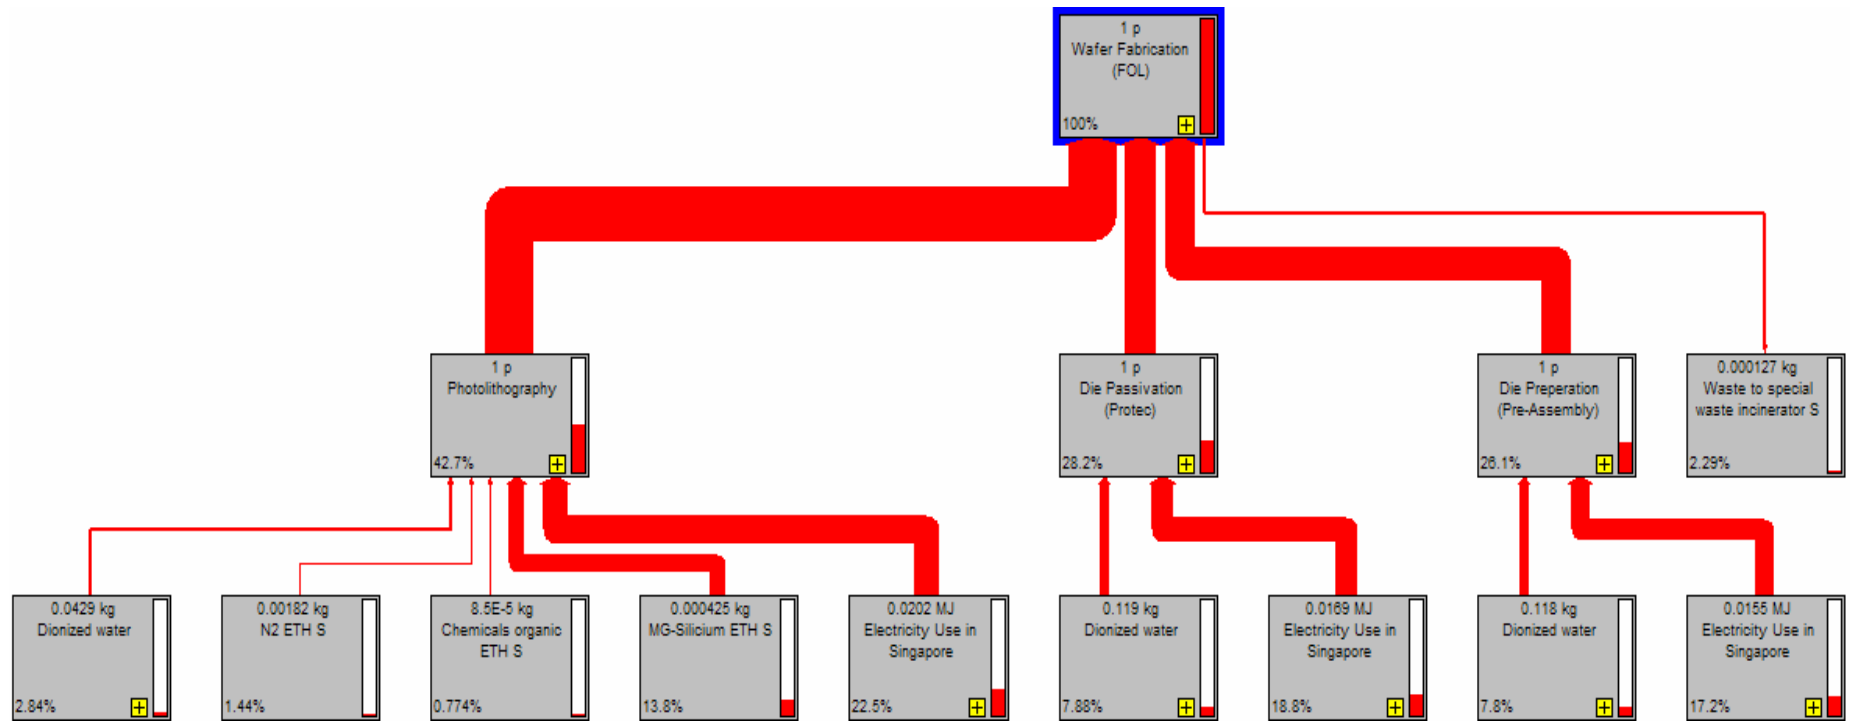 1 p
Wafer Fabrication
(FOL)
100%
1 p
Photolithography
42.7%
1 p
Die Passivation
(Protec)
28.2%
1 p
Die Preperation
(Pre-Assembly)
26.1%
0.000127 kg
Waste to special
waste incinerator S
2.29%
0.0429 kg
Dionized water
2.84%
0.00182 kg
N2 ETH S
1.44%
8.5E-5 kg
Chemicals organic
ETH S
0.774%
0.000425 kg
MG-Silicium ETH S
13.8%
0.0202 MJ
Electricity Use in
Singapore
22.5%
0.119 kg
Dionized water
7.88%
0.0169 MJ
Electricity Use in
Singapore
18.8%
0.118 kg
Dionized water
7.8%
0.0155 MJ
Electricity Use in
Singapore
17.2%